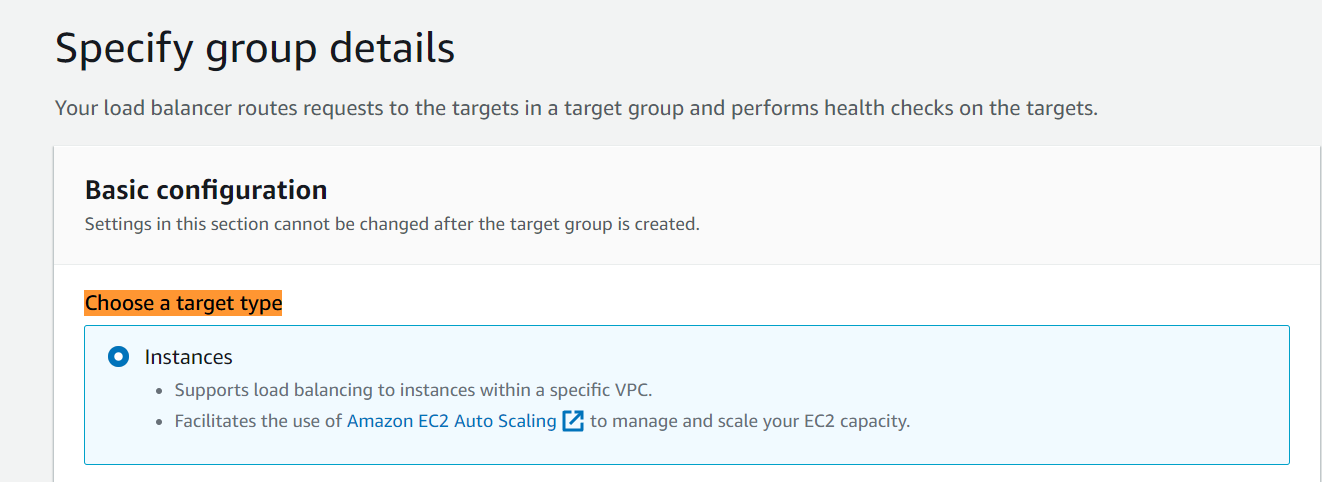 Specify group details
Your load balancer routes requests to the targets in a target group and performs health checks on the targets.
Basic configuration
Settings in this section cannot be changed after the target group is created.
Choose a target type
Instances
Supports load balancing to instances within a specific VPC.
Facilitates the use of Amazon EC2 Auto Scaling to manage and scale your EC2 capacity.